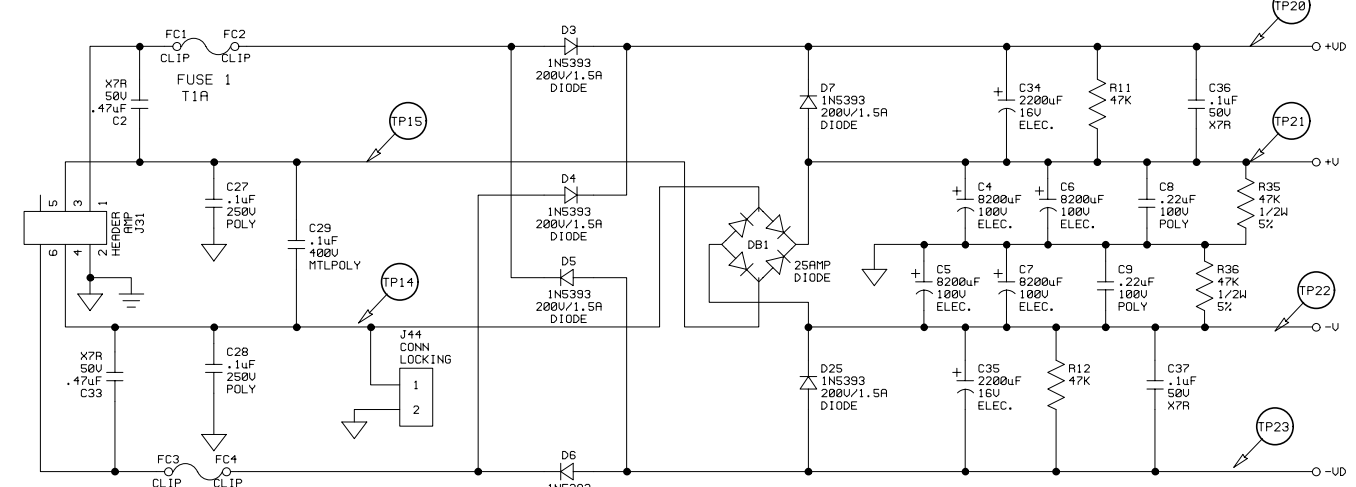 TP20
FC1 FC2
CLIP CLIP
FUSE 1
T1A
D3
1N5393
200V/1.5A
DIODE
+VD
X7R
50V
.47uF
C2
D7
1N5393
200V/1.5A
DIODE
C34
+
2200uF
16V
ELEC.
R11
47K
C36
.1uF
50V
X7R
TP15
TP21
+V
5 3 1
6 4 2
HEADER
AMP
J31
C27
.1uF
250V
POLY
C29
.1uF
400V
MTLPOLY
D4
1N5393
200V/1.5A
DIODE
DB1
25AMP
DIODE
C4
+
8200uF
100V
ELEC.
C6
+
8200uF
100V
ELEC.
C8
.22uF
100V
POLY
R35
47K
1/2W
5%
D5
1N5393
200V/1.5A
DIODE
C5
+
8200uF
100V
ELEC.
C7
+
8200uF
100V
ELEC.
C9
.22uF
100V
POLY
R36
47K
1/2W
5%
TP14
TP22
-V
X7R
50V
.47uF
C33
C28
.1uF
250V
POLY
J44
CONN
LOCKING
1
2
D25
1N5393
200V/1.5A
DIODE
C35
+
2200uF
16V
ELEC.
R12
47K
C37
.1uF
50V
X7R
TP23
FC3 FC4
CLIP CLIP
D6
-VD
1N5393